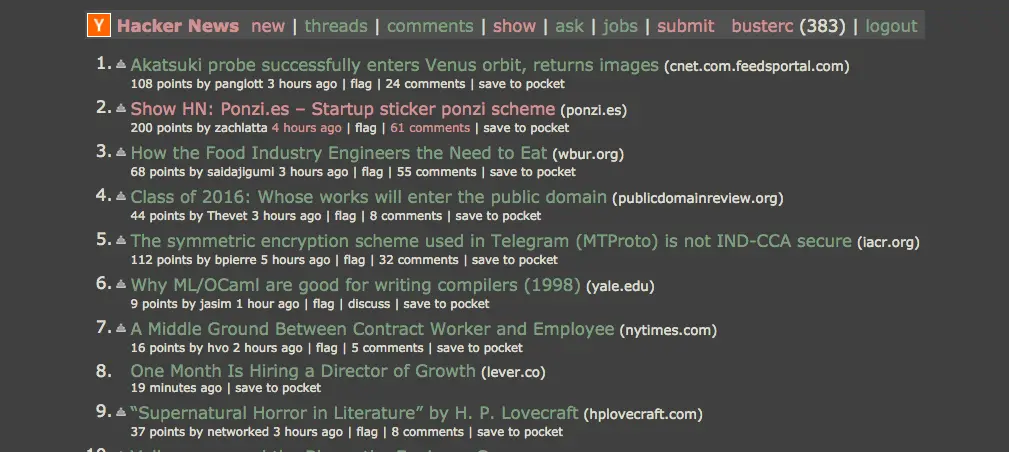 Y Hacker News new | threads | comments | show | ask | jobs | submit busterc (383) | logout
1. Akatsuki probe successfully enters Venus orbit, returns images (cnet.com.feedsportal.com)
108 points by panglott 3 hours ago | flag | 24 comments | save to pocket
2. Show HN: Ponzi.es – Startup sticker ponzi scheme (ponzi.es)
200 points by zachlatta 4 hours ago | flag | 61 comments | save to pocket
3. How the Food Industry Engineers the Need to Eat (wbur.org)
68 points by saidajigumi 3 hours ago | flag | 55 comments | save to pocket
4. Class of 2016: Whose works will enter the public domain (publicdomainreview.org)
44 points by Thevet 3 hours ago | flag | 8 comments | save to pocket
5. The symmetric encryption scheme used in Telegram (MTProto) is not IND-CCA secure (iacr.org)
112 points by bpierre 5 hours ago | flag | 32 comments | save to pocket
6. Why ML/OCaml are good for writing compilers (1998) (yale.edu)
9 points by jasim 1 hour ago | flag | discuss | save to pocket
7. A Middle Ground Between Contract Worker and Employee (nytimes.com)
16 points by hvo 2 hours ago | flag | 5 comments | save to pocket
8. One Month Is Hiring a Director of Growth (lever.co)
19 minutes ago | save to pocket
9. “Supernatural Horror in Literature” by H. P. Lovecraft (hplovecraft.com)
37 points by networked 3 hours ago | flag | 8 comments | save to pocket